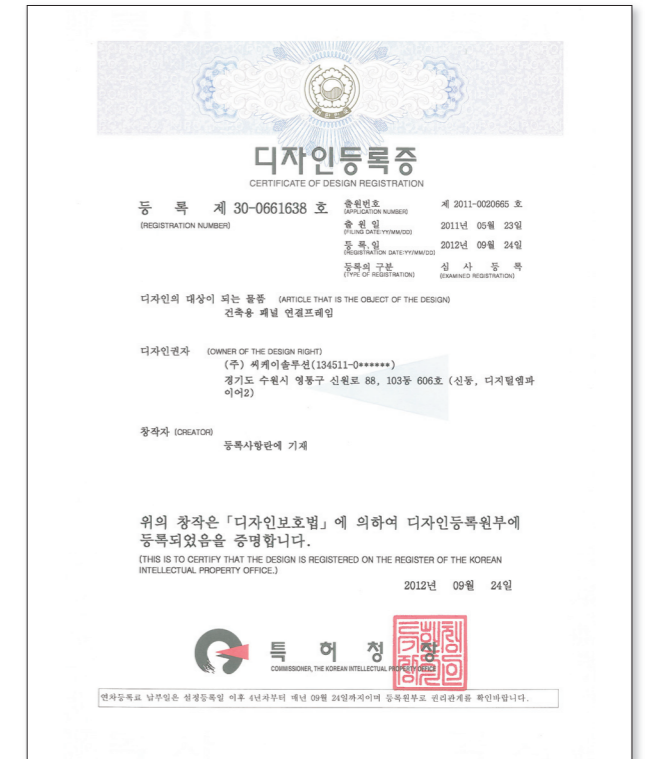 대한민국
디자인등록증
CERTIFICATE OF DESIGN REGISTRATION
등 록 제 30-0661638 호
(REGISTRATION NUMBER)
출원번호 제 2011-0020665 호
(APPLICATION NUMBER)
출 원 일 2011년 05월 23일
(FILING DATE:YY/MM/DD)
등 록 일 2012년 09월 24일
(REGISTRATION DATE:YY/MM/DD)
등록의 구분 심 사 등 록
(TYPE OF REGISTRATION) (EXAMINED REGISTRATION)
디자인의 대상이 되는 물품 (ARTICLE THAT IS THE OBJECT OF THE DESIGN)
건축용 패널 연결프레임
디자인권자 (OWNER OF THE DESIGN RIGHT)
(주) 씨케이솔루션(134511-0******)
경기도 수원시 영통구 신원로 88, 103동 606호 (신동, 디지털엠파
이어2)
창작자 (CREATOR)
등록사항란에 기재
위의 창작은「디자인보호법」에 의하여 디자인등록원부에
등록되었음을 증명합니다.
(THIS IS TO CERTIFY THAT THE DESIGN IS REGISTERED ON THE REGISTER OF THE KOREAN
INTELLECTUAL PROPERTY OFFICE.)
2012년 09월 24일
특 허 청 장
COMMISSIONER, THE KOREAN INTELLECTUAL PROPERTY OFFICE
연차등록료 납부일은 설정등록일 이후 4년차부터 매년 09월 24일까지이며 등록원부로 권리관계를 확인바랍니다.